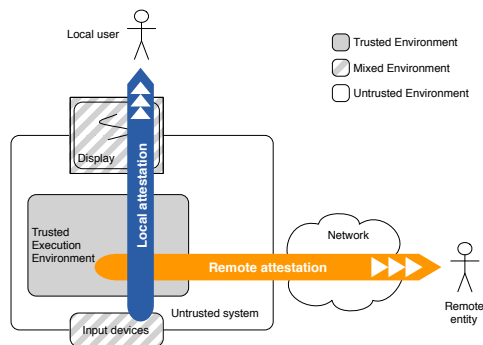 Local user
Trusted Environment
Mixed Environment
Untrusted Environment
Display
Local attestation
Trusted
Execution
Environment
Network
Remote attestation
Untrusted system
Input devices
Remote
entity